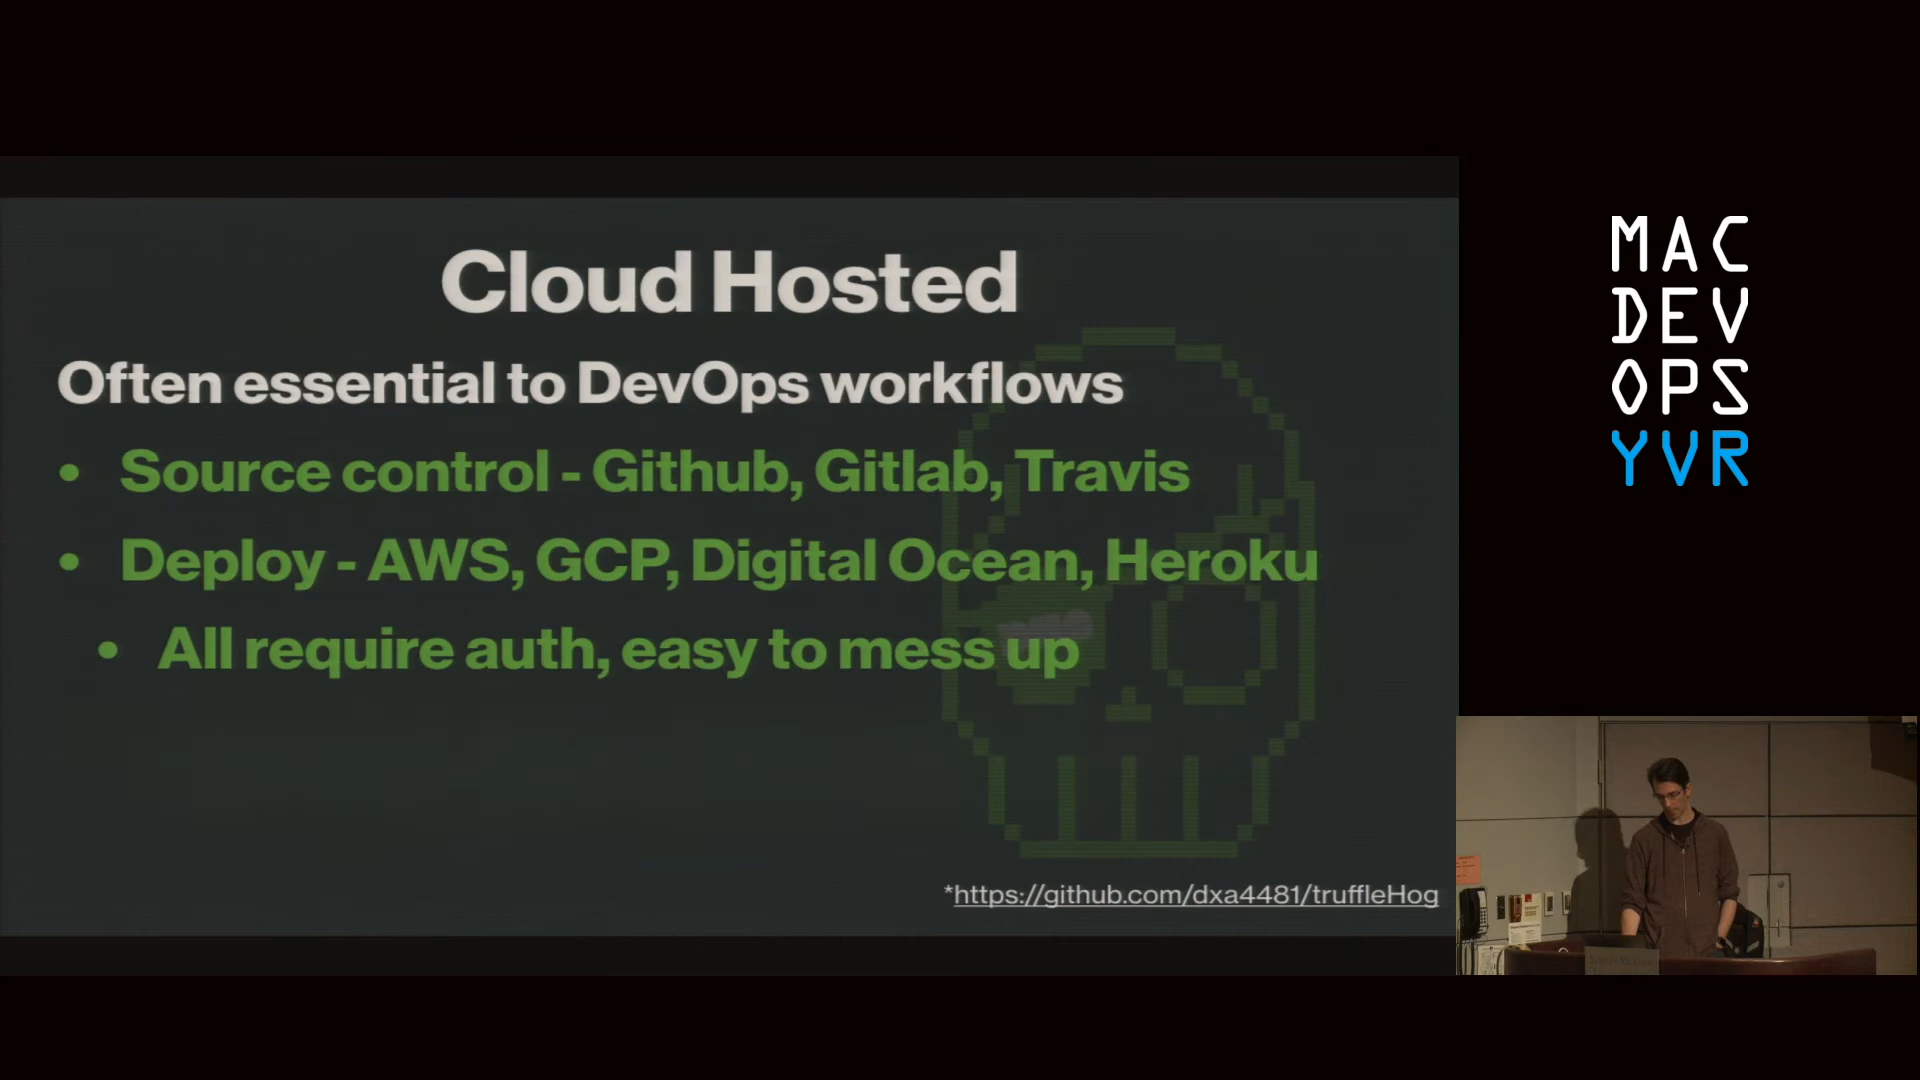 Cloud Hosted
Often essential to DevOps workflows
• Source control - Github, Gitlab, Travis
• Deploy - AWS, GCP, Digital Ocean, Heroku
• All require auth, easy to mess up
*https://github.com/dxa4481/truffleHog
MAC
DEV
OPS
YVR